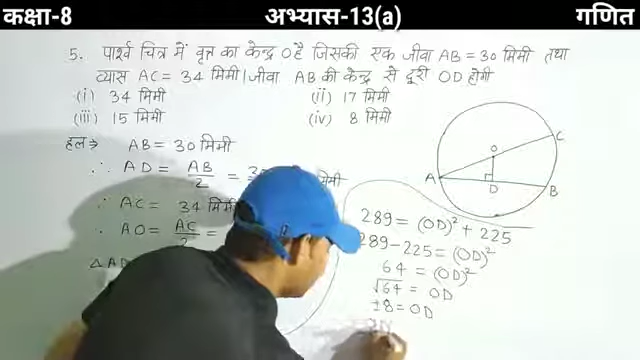 कक्षा-8 अभ्यास-13(a) गणित
5. पार्श्व चित्र में वृत्त का केन्द्र O है जिसकी एक जीवा AB = 30 मिमी तथा
व्यास AC = 34 मिमी। जीवा AB की केन्द्र से दूरी OD होगी
(i) 34 मिमी (ii) 17 मिमी
(iii) 15 मिमी (iv) 8 मिमी
हल⇒ AB = 30 मिमी
∴ AD = AB/2 =
∵ AC = 34 मिमी
∴ AO = AC/2 =
289 = (OD)² + 225
289 - 225 = (OD)²
64 = (OD)²
√64 = OD
±8 = OD
A
B
C
D
O